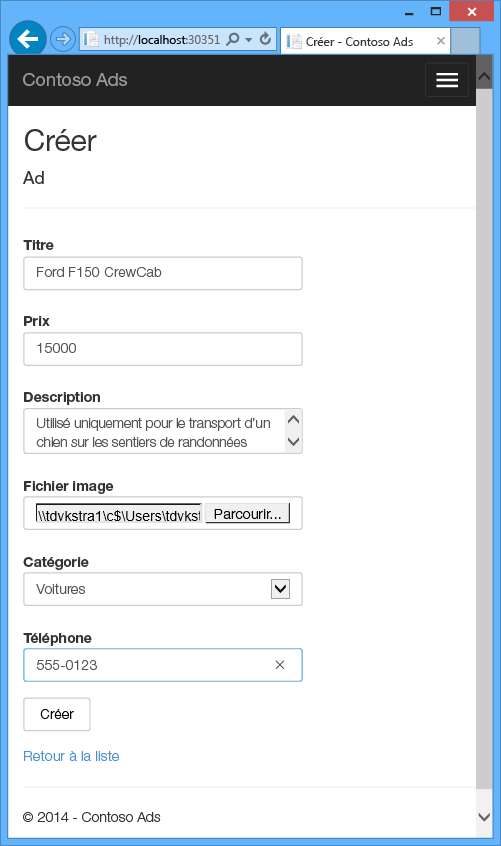 http://localhost:30351
Créer - Contoso Ads
Contoso Ads
Créer
Ad
Titre
Ford F150 CrewCab
Prix
15000
Description
Utilisé uniquement pour le transport d'un
chien sur les sentiers de randonnées
Fichier image
\\tdykstra1\c$\Users\tdykst
Parcourir...
Catégorie
Voitures
Téléphone
555-0123
Créer
Retour à la liste
© 2014 - Contoso Ads